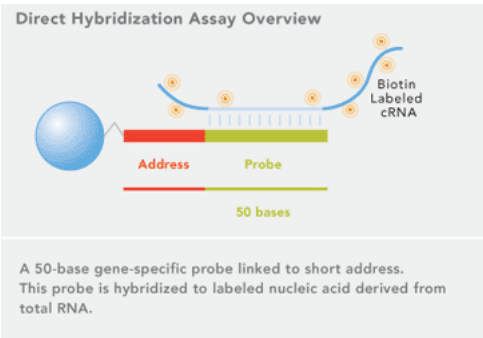 Direct Hybridization Assay Overview
Biotin
Labeled
cRNA
Address
Probe
50 bases
A 50-base gene-specific probe linked to short address.
This probe is hybridized to labeled nucleic acid derived from
total RNA.